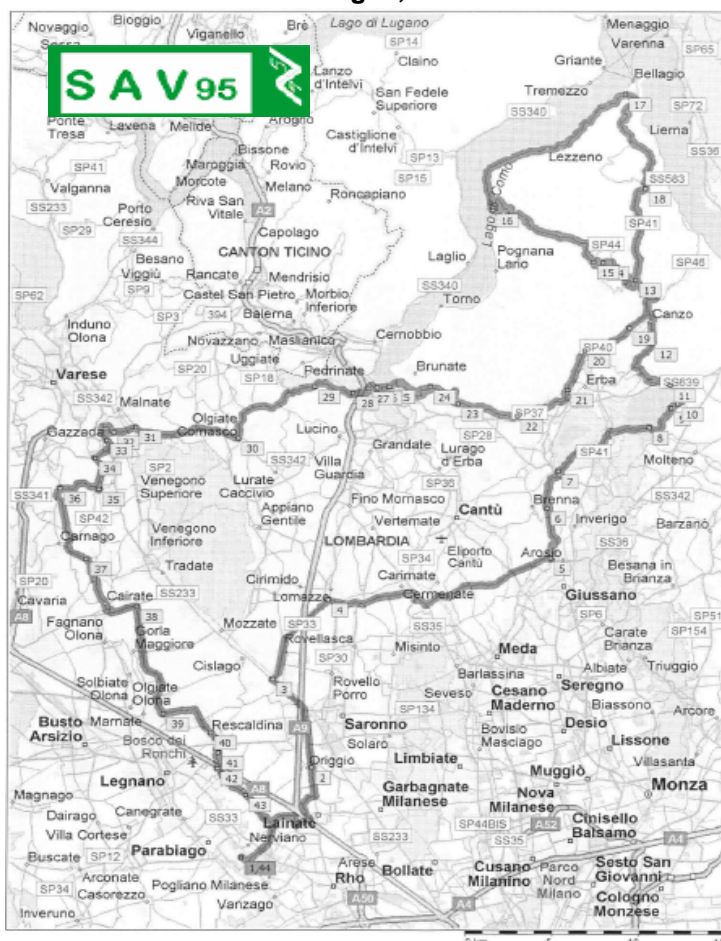 Novaggio
Bioggio
Viganello
Brè
Lago di Lugano
Menaggio
SP14
Claino
Varenna
SP65
Griante
Bellagio
SAV95
Lanzo d'Intelvi
San Fedele Superiore
Tremezzo
17
SP72
SS340
Lierna
Ponte Tresa
Lavena
Melide
Arogno
Castiglione d'Intelvi
SS36
Bissone
SP13
Lezzeno
SP41
Maroggia
Rovio
SP15
SS583
Valganna
Morcote
Melano
Roncapiano
Lago di Como
18
SS233
Riva San Vitale
A2
16
SP41
Porto Ceresio
SP29
Capolago
SP44
SS344
CANTON TICINO
Laglio
Pognana Lario
15
SP46
Besano
Viggiù
Rancate
Mendrisio
SS340
13
SP9
Castel San Pietro
Morbio Inferiore
Torno
SP62
SP3
394
Balerna
Canzo
Induno Olona
Novazzano
Maslianico
Cernobbio
19
Uggiate
SP40
12
SP20
Pedrinate
Brunate
20
Varese
SP18
Erba
SS639
SS342
Malnate
29
28
27
24
21
11
Olgiate Comasco
23
SP37
10
Gazzada
31
Lucino
22
8
33
30
Grandate
SP28
SP41
34
SP2
SS342
Villa Guardia
Lurago d'Erba
Molteno
SS341
36
35
Venegono Superiore
Lurate Caccivio
SP36
7
SS342
SP42
Appiano Gentile
Fino Mornasco
Cantù
Brenna
Carnago
Venegono Inferiore
Vertemate
6
Inverigo
Barzanò
LOMBARDIA
Eliporto Cantù
Arosio
SS36
37
Tradate
SP34
5
Besana in Brianza
SP20
Cirimido
Carimate
Giussano
Cavaria
Cairate
SS233
Lomazzo
4
Cermenate
A8
38
SP6
SP51
Fagnano Olona
Gorla Maggiore
Mozzate
SP33
SS35
Carate Brianza
SP154
Rovellasca
Misinto
Meda
Cislago
SP30
Barlassina
Albiate
Triuggio
Solbiate Olona
Olgiate Olona
3
Rovello Porro
Seveso
Cesano Maderno
Seregno
Marnate
SP134
Biassono
Arcore
39
Rescaldina
A9
Saronno
Desio
Busto Arsizio
40
Solaro
Bovisio Masciago
Lissone
Bosco dei Ronchi
41
Origgio
Limbiate
Villasanta
Legnano
42
2
Muggiò
Magnago
A8
Garbagnate Milanese
Nova Milanese
Monza
Canegrate
43
Dairago
SS33
Lainate
SP44BIS
A52
Cinisello Balsamo
Villa Cortese
Nerviano
SS233
SS35
A4
Buscate
SP12
Parabiago
1,44
Arese
Bollate
Cusano Milanino
Parco Nord Milano
Sesto San Giovanni
Arconate
Pogliano Milanese
Rho
SP34
Casorezzo
Vanzago
A50
A4
Cologno Monzese
Inveruno